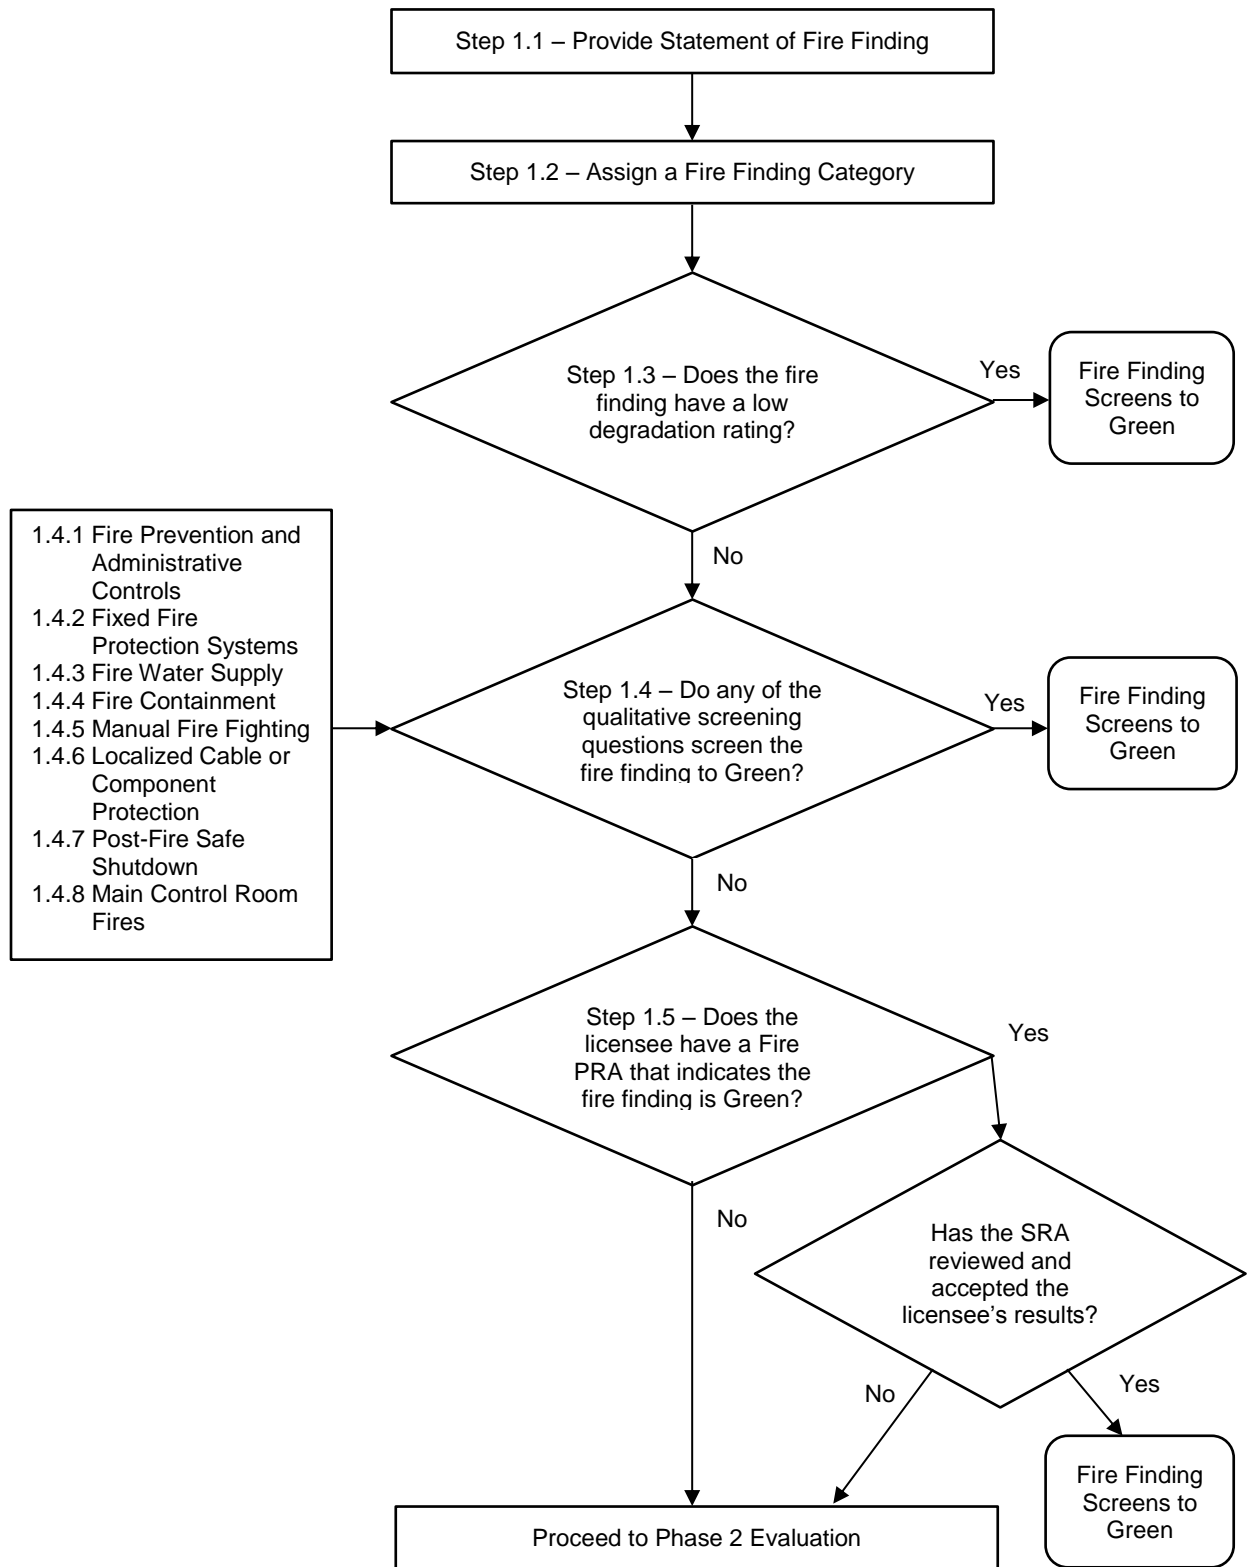 Step 1.1 – Provide Statement of Fire Finding
Step 1.2 – Assign a Fire Finding Category
Step 1.3 – Does the fire
finding have a low
degradation rating?
Yes
Fire Finding
Screens to
Green
No
1.4.1 Fire Prevention and
Administrative
Controls
1.4.2 Fixed Fire
Protection Systems
1.4.3 Fire Water Supply
1.4.4 Fire Containment
1.4.5 Manual Fire Fighting
1.4.6 Localized Cable or
Component
Protection
1.4.7 Post-Fire Safe
Shutdown
1.4.8 Main Control Room
Fires
Step 1.4 – Do any of the
qualitative screening
questions screen the
fire finding to Green?
Yes
Fire Finding
Screens to
Green
No
Step 1.5 – Does the
licensee have a Fire
PRA that indicates the
fire finding is Green?
Yes
No
Has the SRA
reviewed and
accepted the
licensee's results?
No
Yes
Fire Finding
Screens to
Green
Proceed to Phase 2 Evaluation